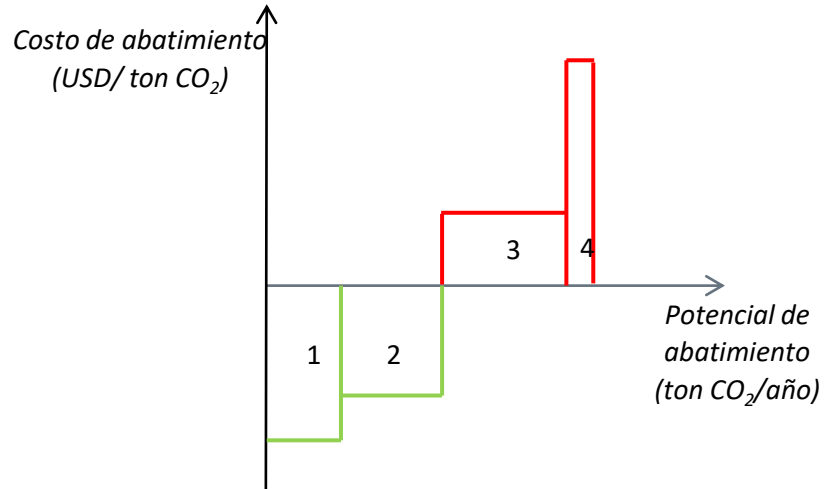 Costo de abatimiento
(USD/ ton CO₂)
3
4
1
2
Potencial de
abatimiento
(ton CO₂/año)